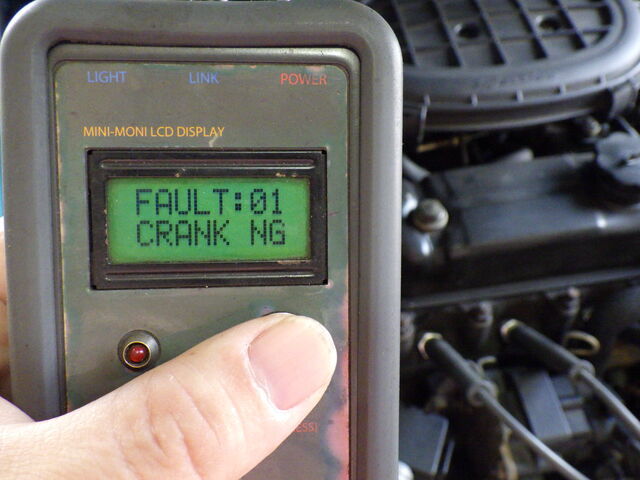 LIGHT LINK POWER
MINI-MONI LCD DISPLAY
FAULT:01
CRANK NG